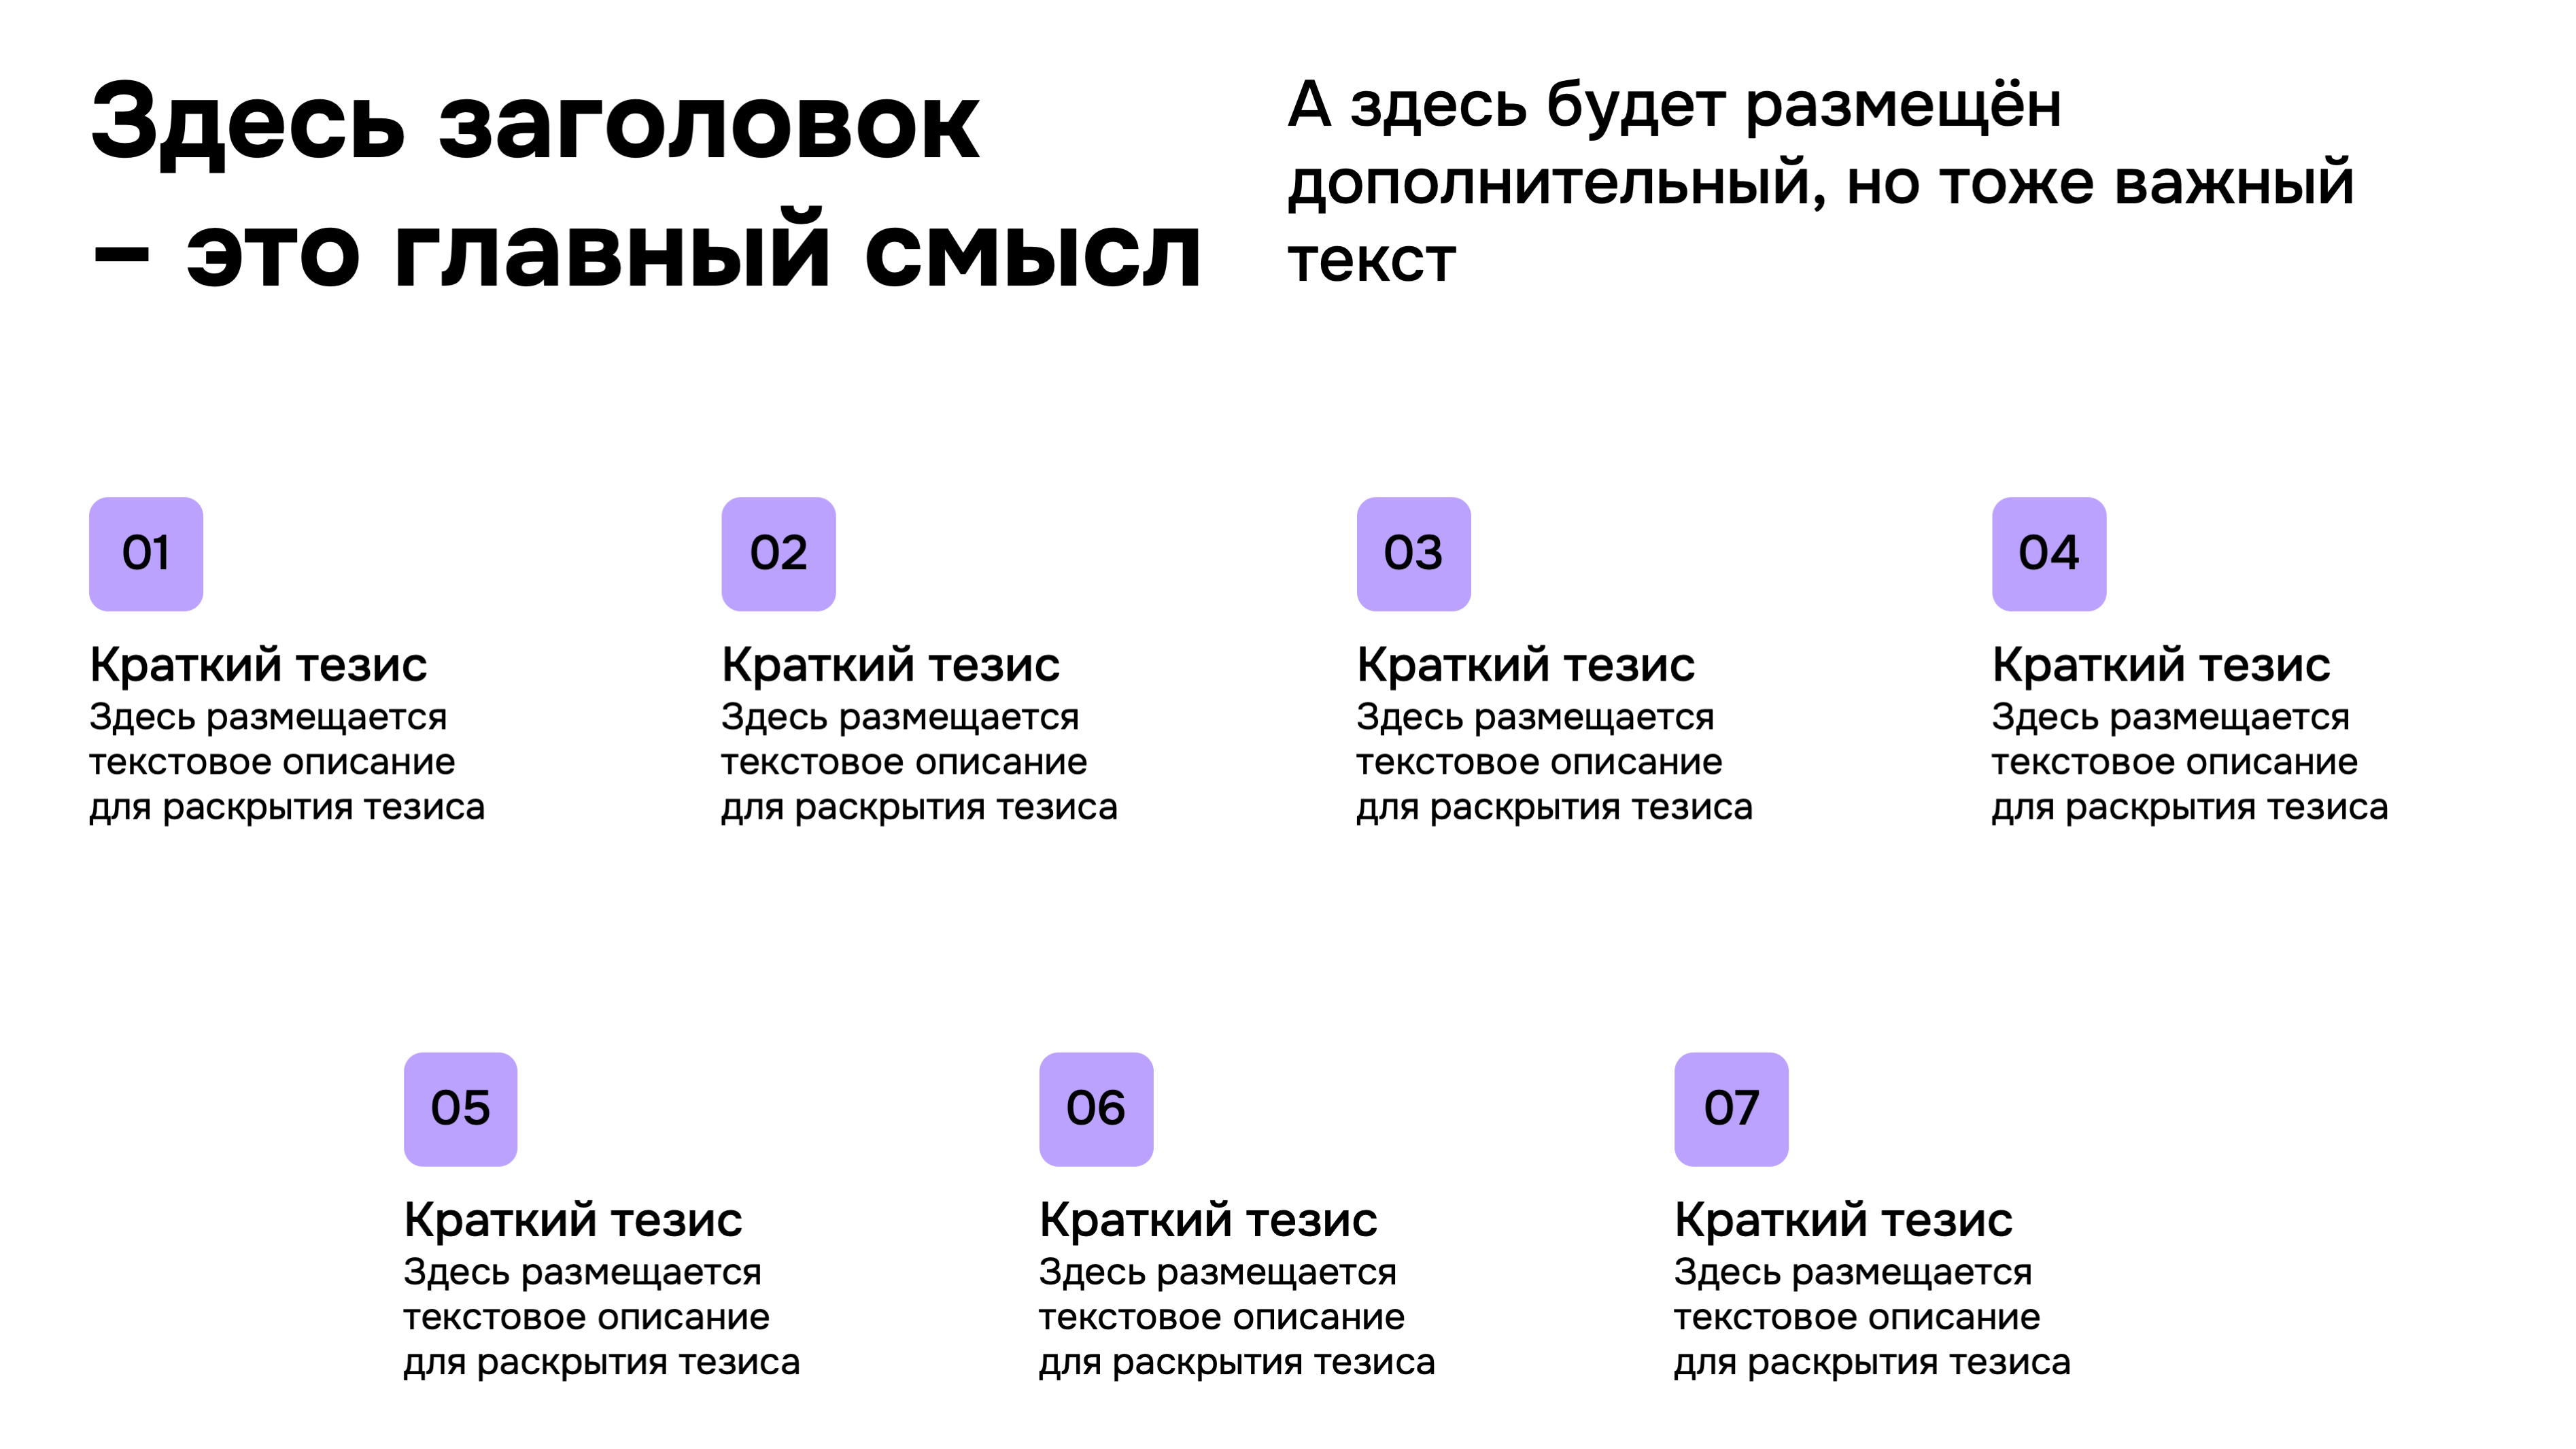 Здесь заголовок
– это главный смысл
А здесь будет размещён
дополнительный, но тоже важный
текст
01
Краткий тезис
Здесь размещается
текстовое описание
для раскрытия тезиса
02
Краткий тезис
Здесь размещается
текстовое описание
для раскрытия тезиса
03
Краткий тезис
Здесь размещается
текстовое описание
для раскрытия тезиса
04
Краткий тезис
Здесь размещается
текстовое описание
для раскрытия тезиса
05
Краткий тезис
Здесь размещается
текстовое описание
для раскрытия тезиса
06
Краткий тезис
Здесь размещается
текстовое описание
для раскрытия тезиса
07
Краткий тезис
Здесь размещается
текстовое описание
для раскрытия тезиса